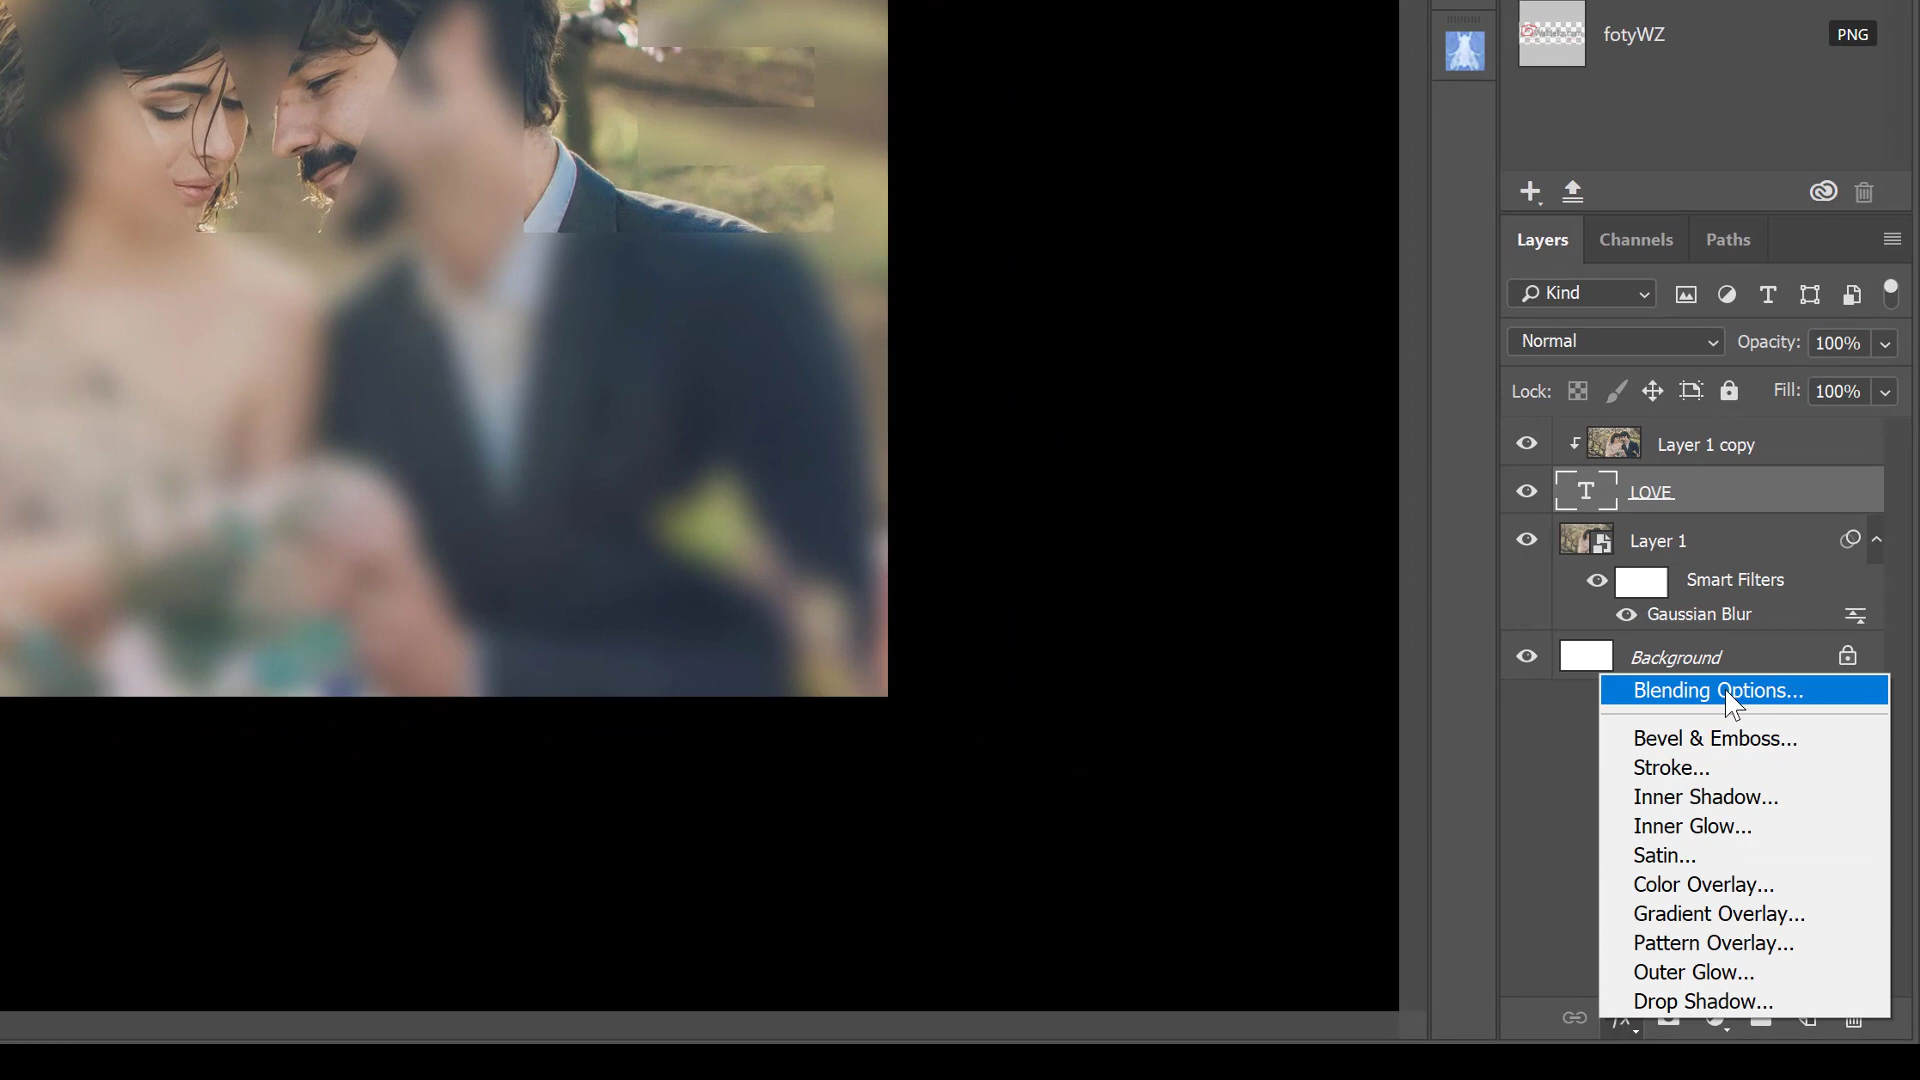 fotyWZ
PNG
Layers
Channels
Paths
Kind
Normal
Opacity:
100%
Lock:
Fill:
100%
Layer 1 copy
T
LOVE
Layer 1
Smart Filters
Gaussian Blur
Background
Blending Options...
Bevel & Emboss...
Stroke...
Inner Shadow...
Inner Glow...
Satin...
Color Overlay...
Gradient Overlay...
Pattern Overlay...
Outer Glow...
Drop Shadow...